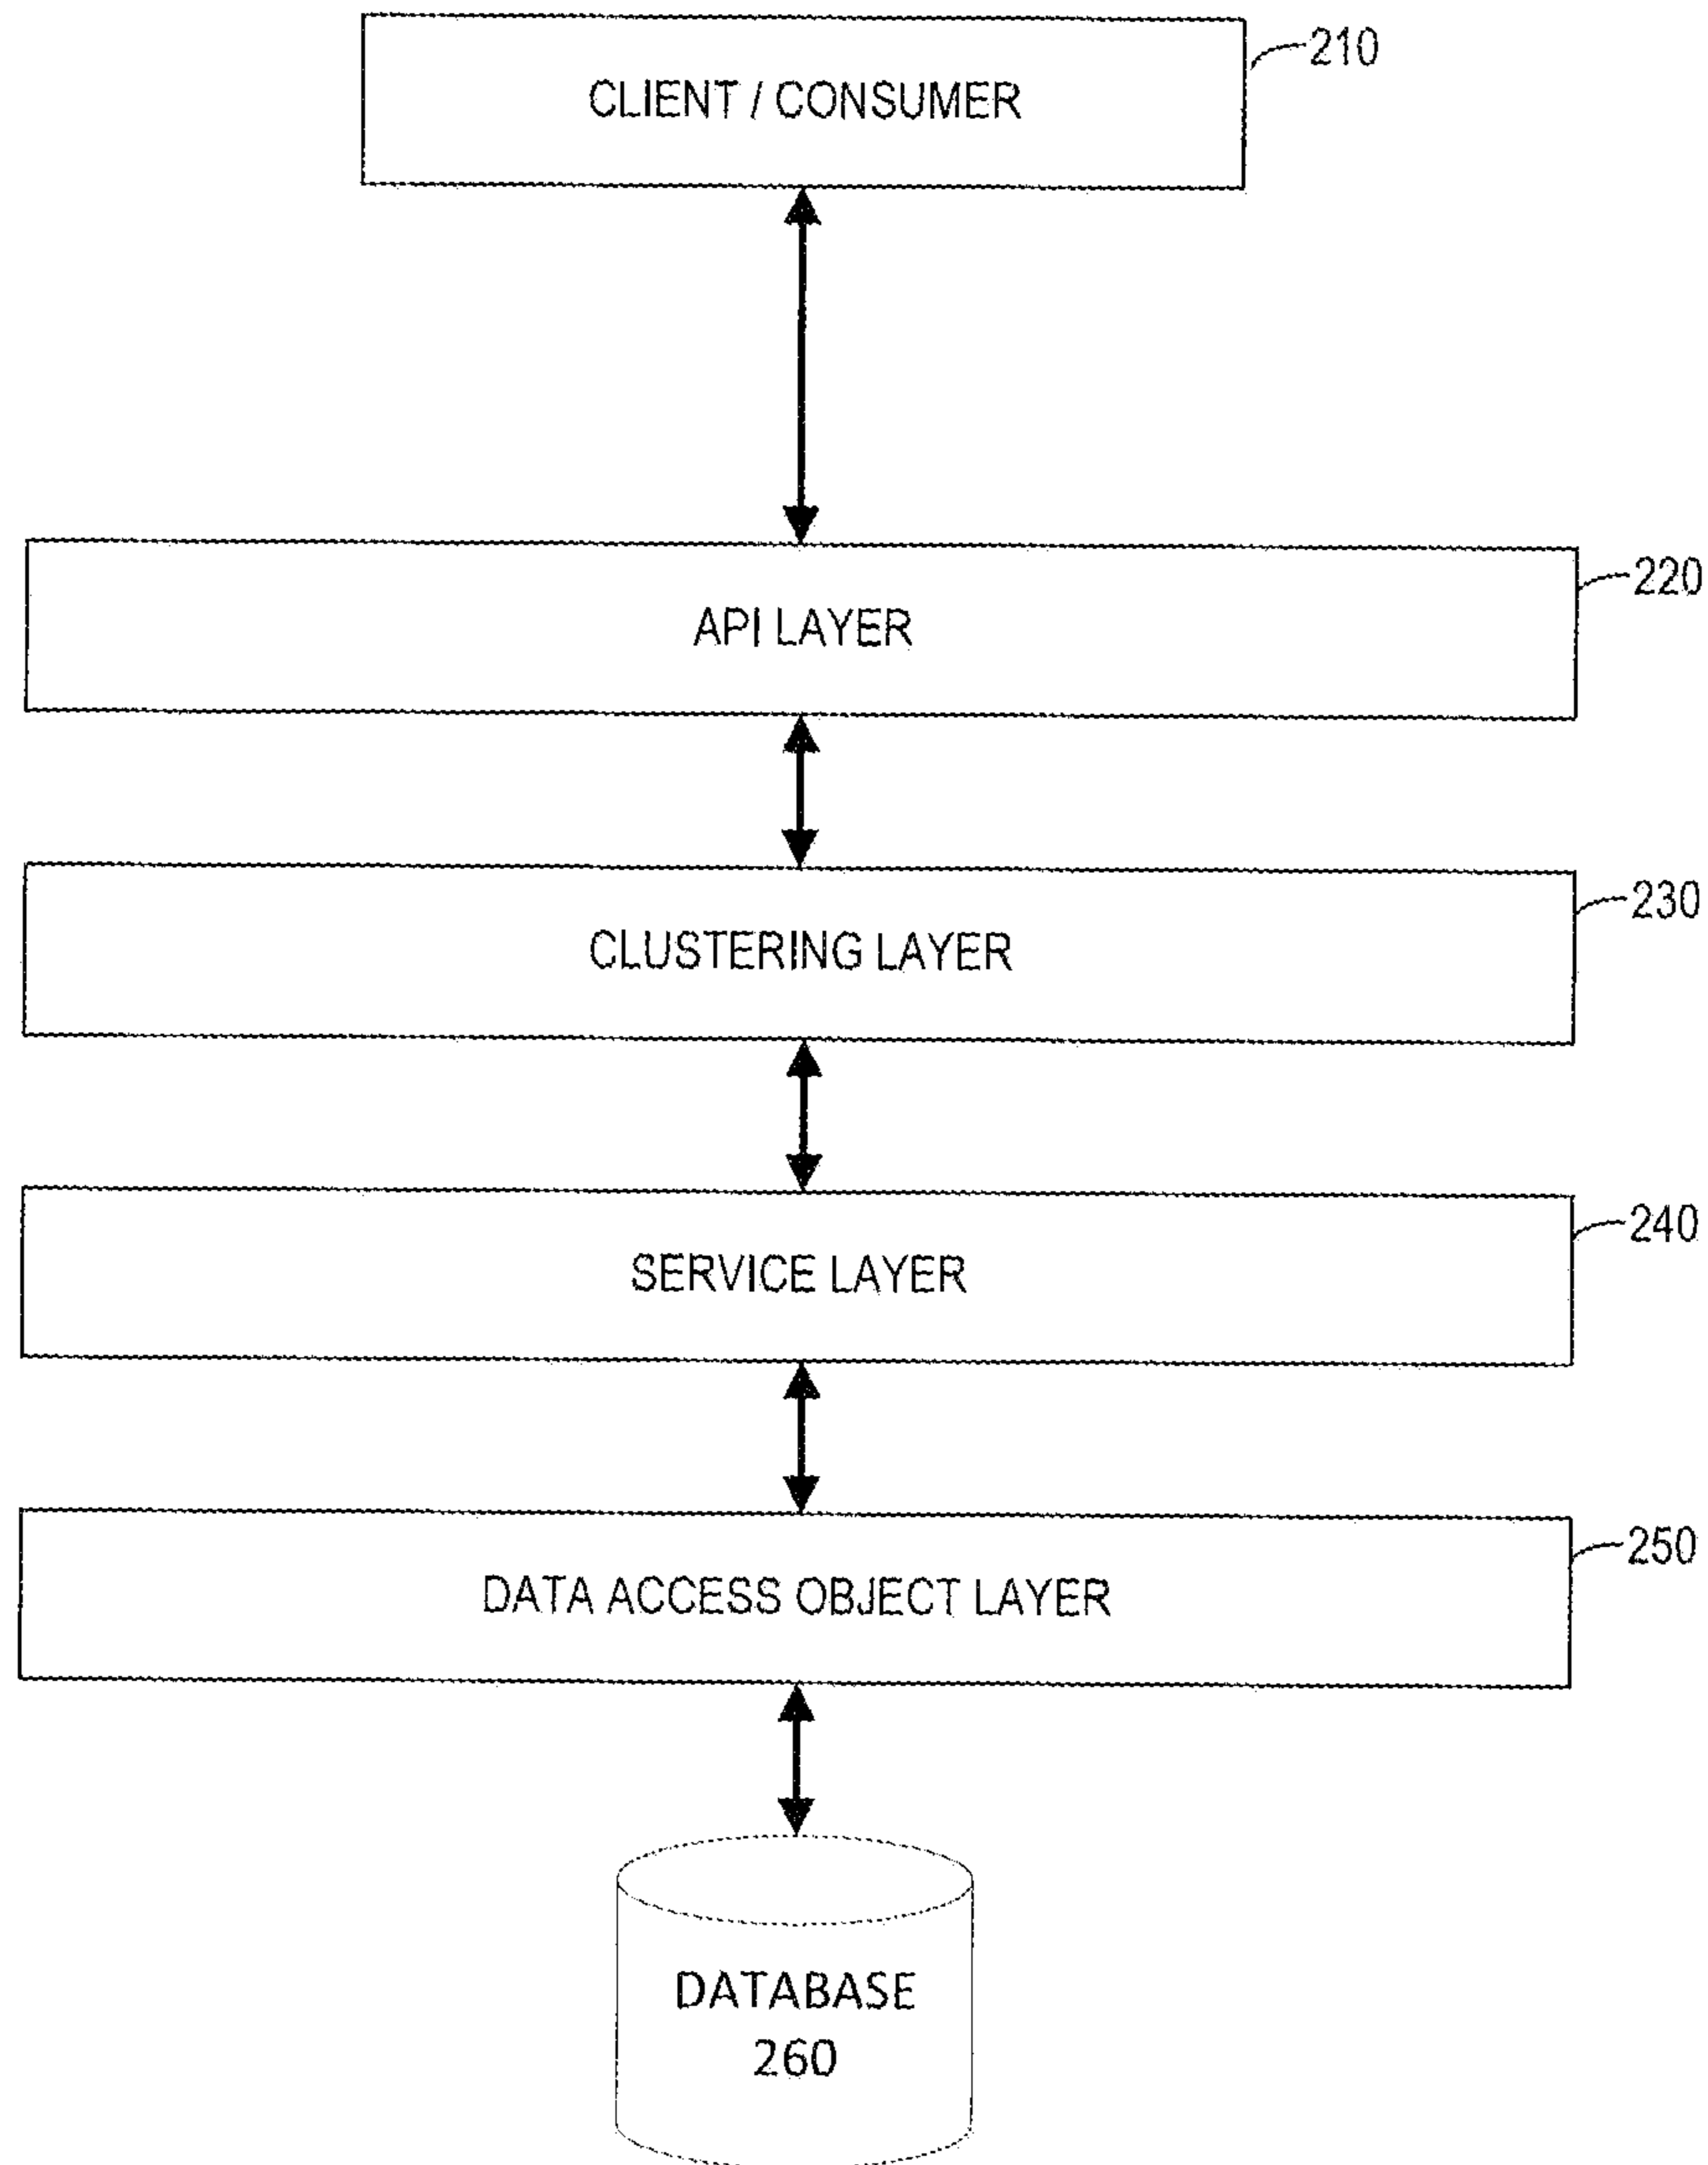 CLIENT / CONSUMER
210
API LAYER
220
CLUSTERING LAYER
230
SERVICE LAYER
240
DATA ACCESS OBJECT LAYER
250
DATABASE
260